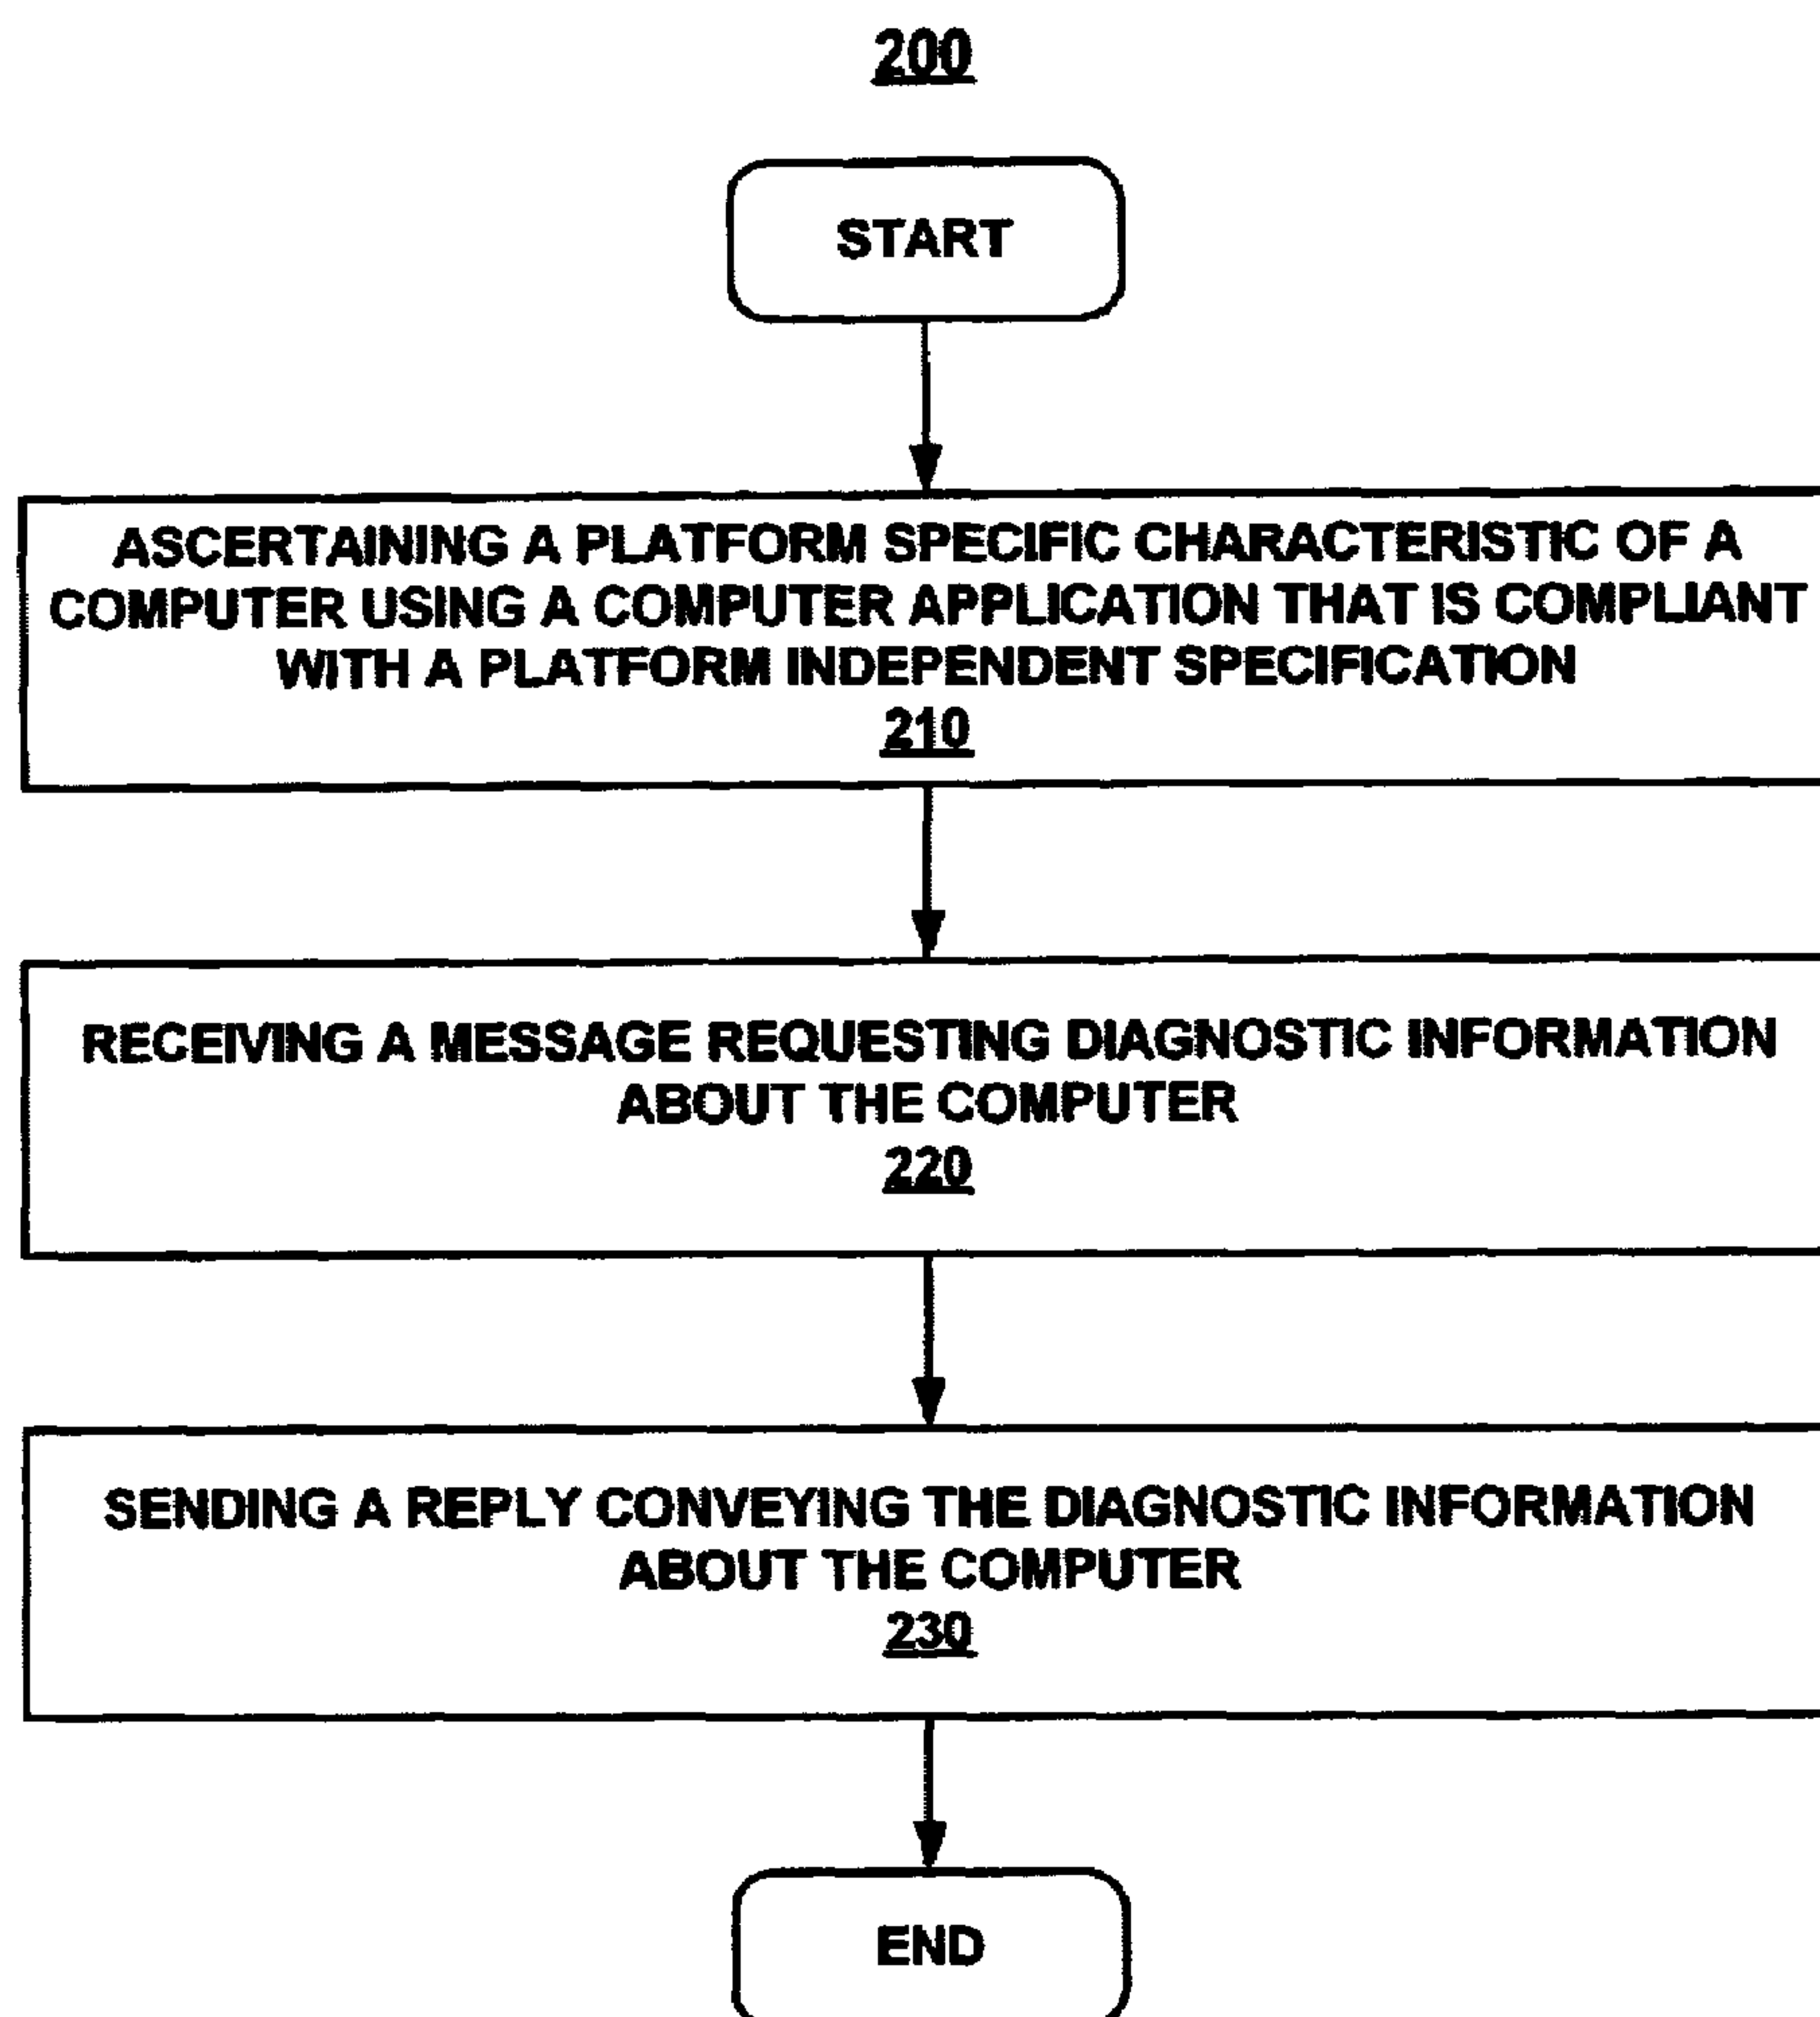 200
START
ASCERTAINING A PLATFORM SPECIFIC CHARACTERISTIC OF A
COMPUTER USING A COMPUTER APPLICATION THAT IS COMPLIANT
WITH A PLATFORM INDEPENDENT SPECIFICATION
210
RECEIVING A MESSAGE REQUESTING DIAGNOSTIC INFORMATION
ABOUT THE COMPUTER
220
SENDING A REPLY CONVEYING THE DIAGNOSTIC INFORMATION
ABOUT THE COMPUTER
230
END